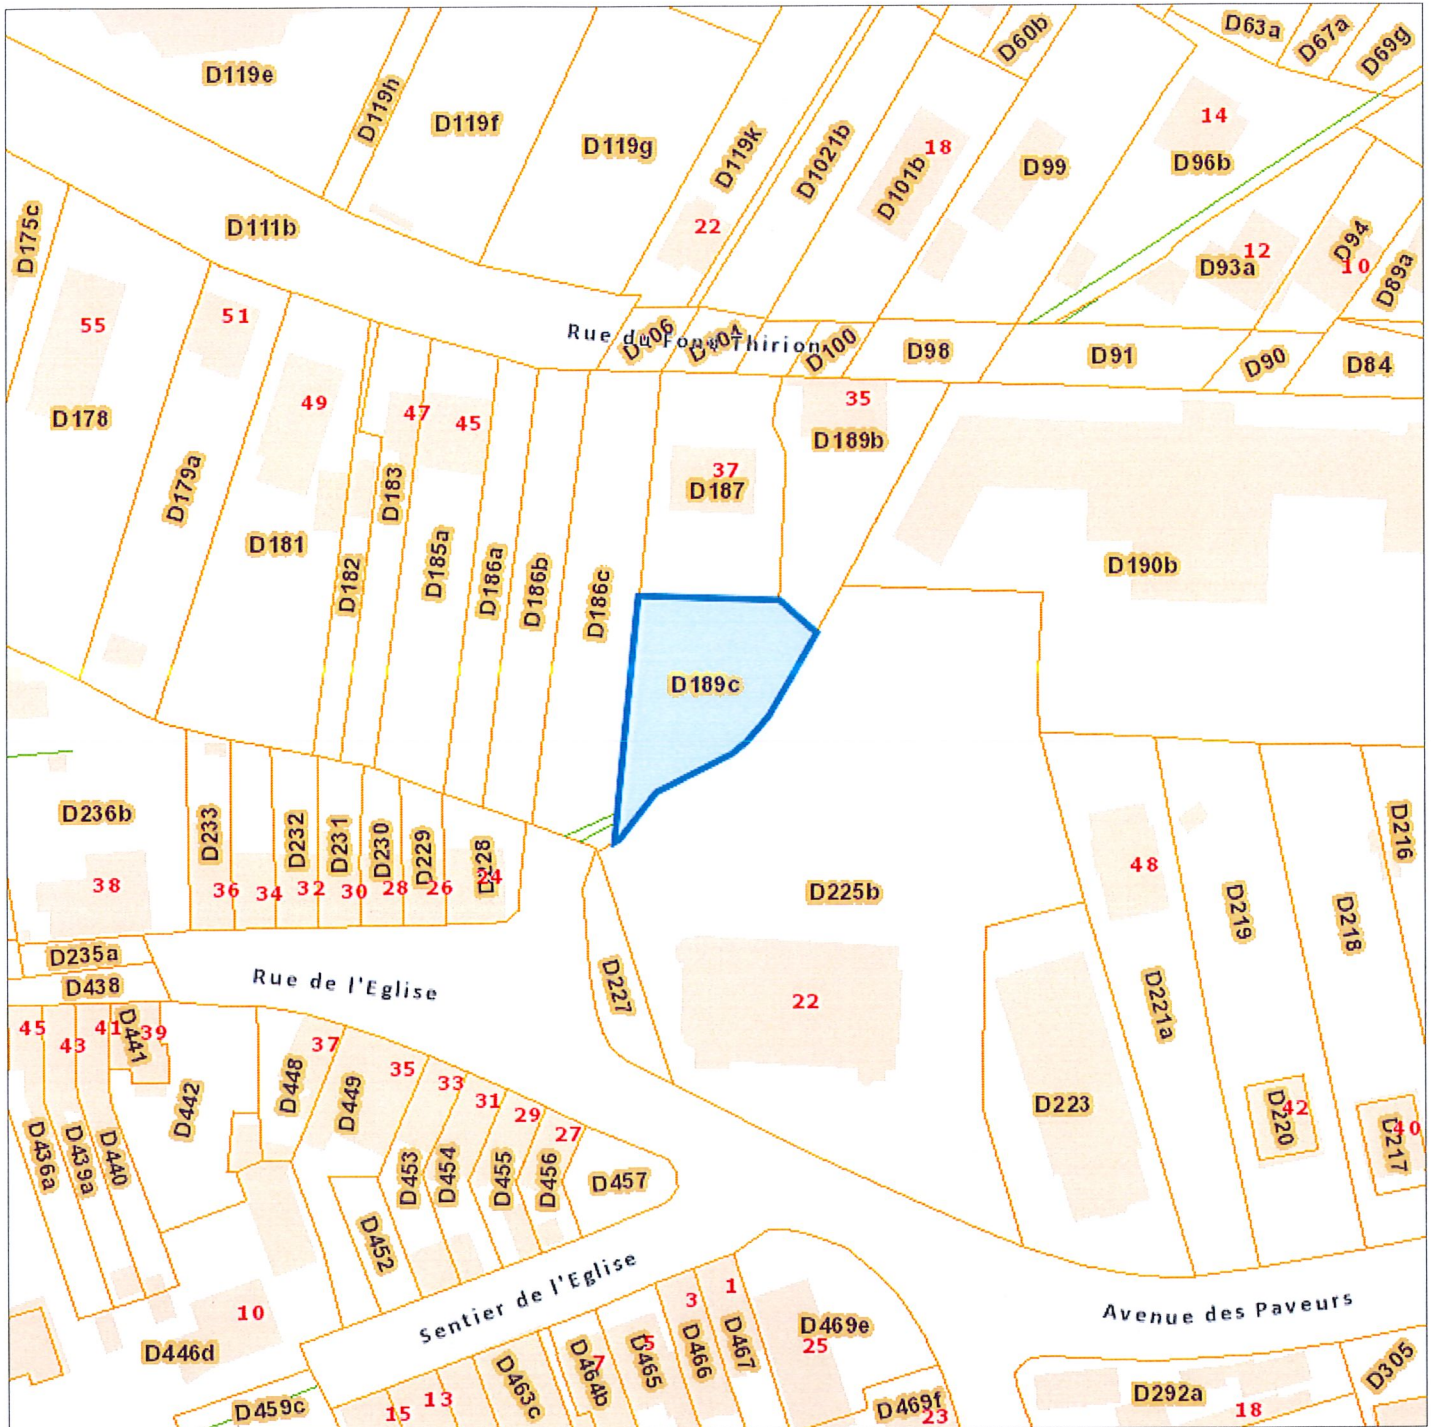 D63a
D67a
D69g
D60b
D119e
D119h
D119f
D119g
D119k
D1021b
D101b
18
D99
14
D96b
D175c
D111b
22
D93a
12
D94
10
D89a
55
51
Rue du Fond Thirion
D106
D104
D100
D98
D91
D90
D84
D178
49
47
45
35
D189b
D179a
D183
37
D187
D181
D182
D185a
D186a
D186b
D186c
D190b
D189c
D236b
D233
D232
D231
D230
D229
D228
38
36
34
32
30
28
26
24
D225b
48
D216
D219
D218
D235a
D438
Rue de l'Eglise
D227
22
D221a
45
43
41
D441
39
D442
D448
37
D449
35
33
31
29
27
D223
D220
42
D217
40
D436a
D439a
D440
D453
D454
D455
D456
D457
D452
Sentier de l'Eglise
Avenue des Paveurs
10
D446d
3
1
D469e
25
5
7
D464b
D465
D466
D467
D463c
D459c
15
13
D469f
23
D292a
18
D305